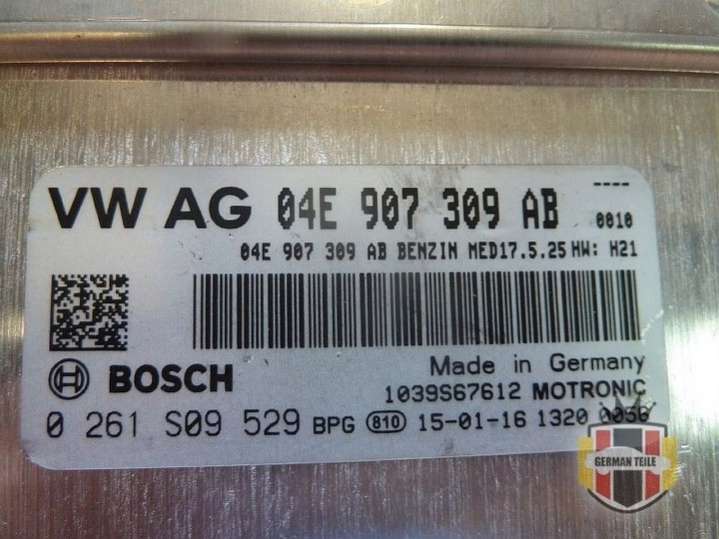 VW AG 04E 907 309 AB ---- 0010
04E 907 309 AB BENZIN MED17.5.25 HW: H21
BOSCH Made in Germany
1039S67612 MOTRONIC
0 261 S09 529 BPG 810 15-01-16 1320 0056
GERMAN TEILE